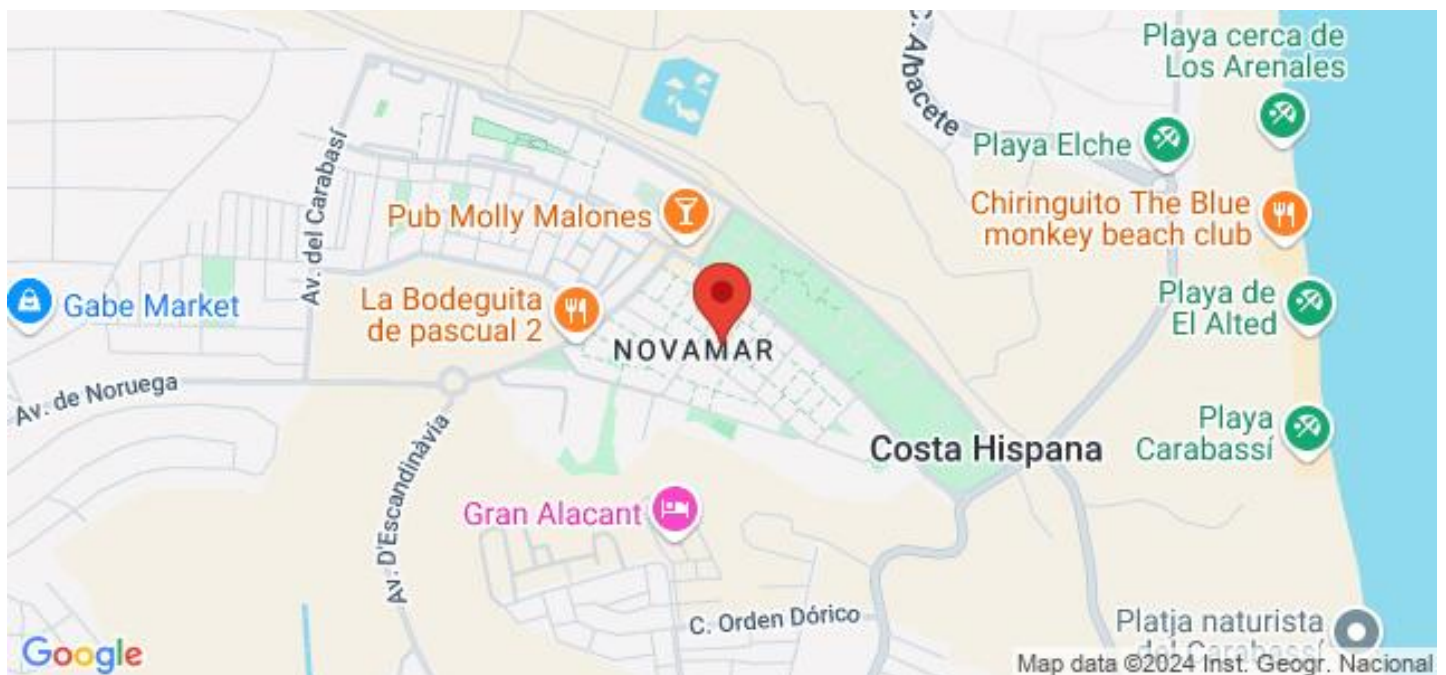 Playa cerca de
Los Arenales
C. Albacete
Playa Elche
Av. del Carabasí
Pub Molly Malones
Chiringuito The Blue
monkey beach club
Gabe Market
La Bodeguita
de pascual 2
NOVAMAR
Playa de
El Alted
Av. de Noruega
Playa
Carabassí
Costa Hispana
Av. D'Escandinàvia
Gran Alacant
C. Orden Dórico
Platja naturista
del Carabassí
Google
Map data ©2024 Inst. Geogr. Nacional